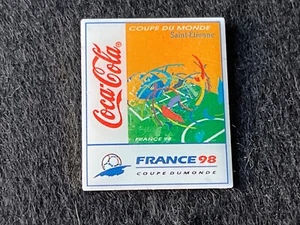 Coca-Cola®
COUPE DU MONDE
Saint-Etienne
FRANCE 98
FRANCE 98
COUPE DU MONDE